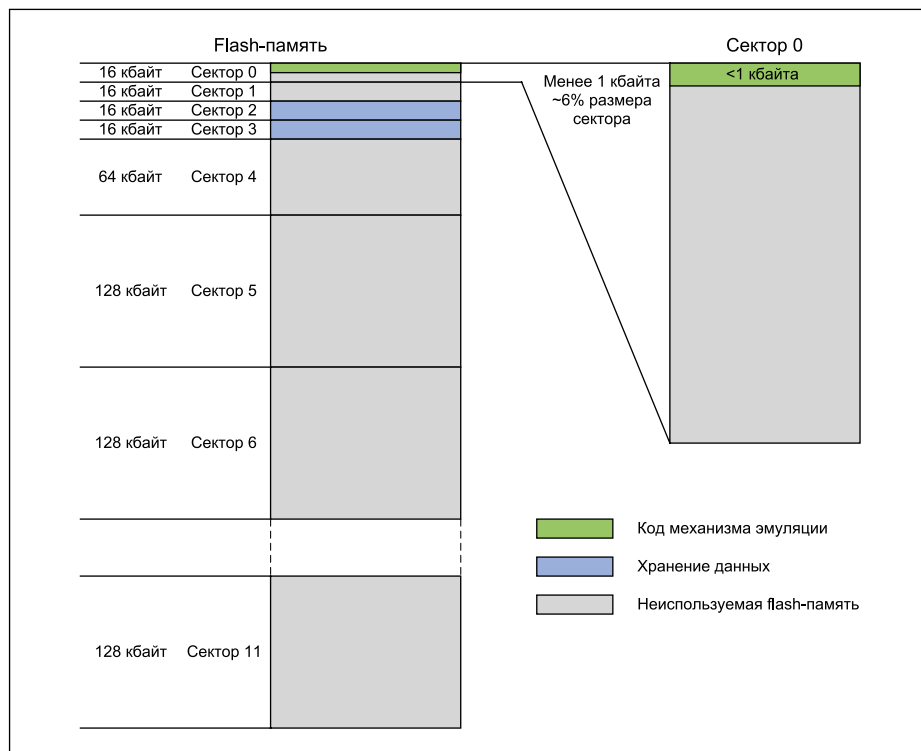 Flash-память
16 кбайт Сектор 0
16 кбайт Сектор 1
16 кбайт Сектор 2
16 кбайт Сектор 3
64 кбайт Сектор 4
128 кбайт Сектор 5
128 кбайт Сектор 6
128 кбайт Сектор 11
Сектор 0
<1 кбайта
Менее 1 кбайта
~6% размера
сектора
Код механизма эмуляции
Хранение данных
Неиспользуемая flash-память